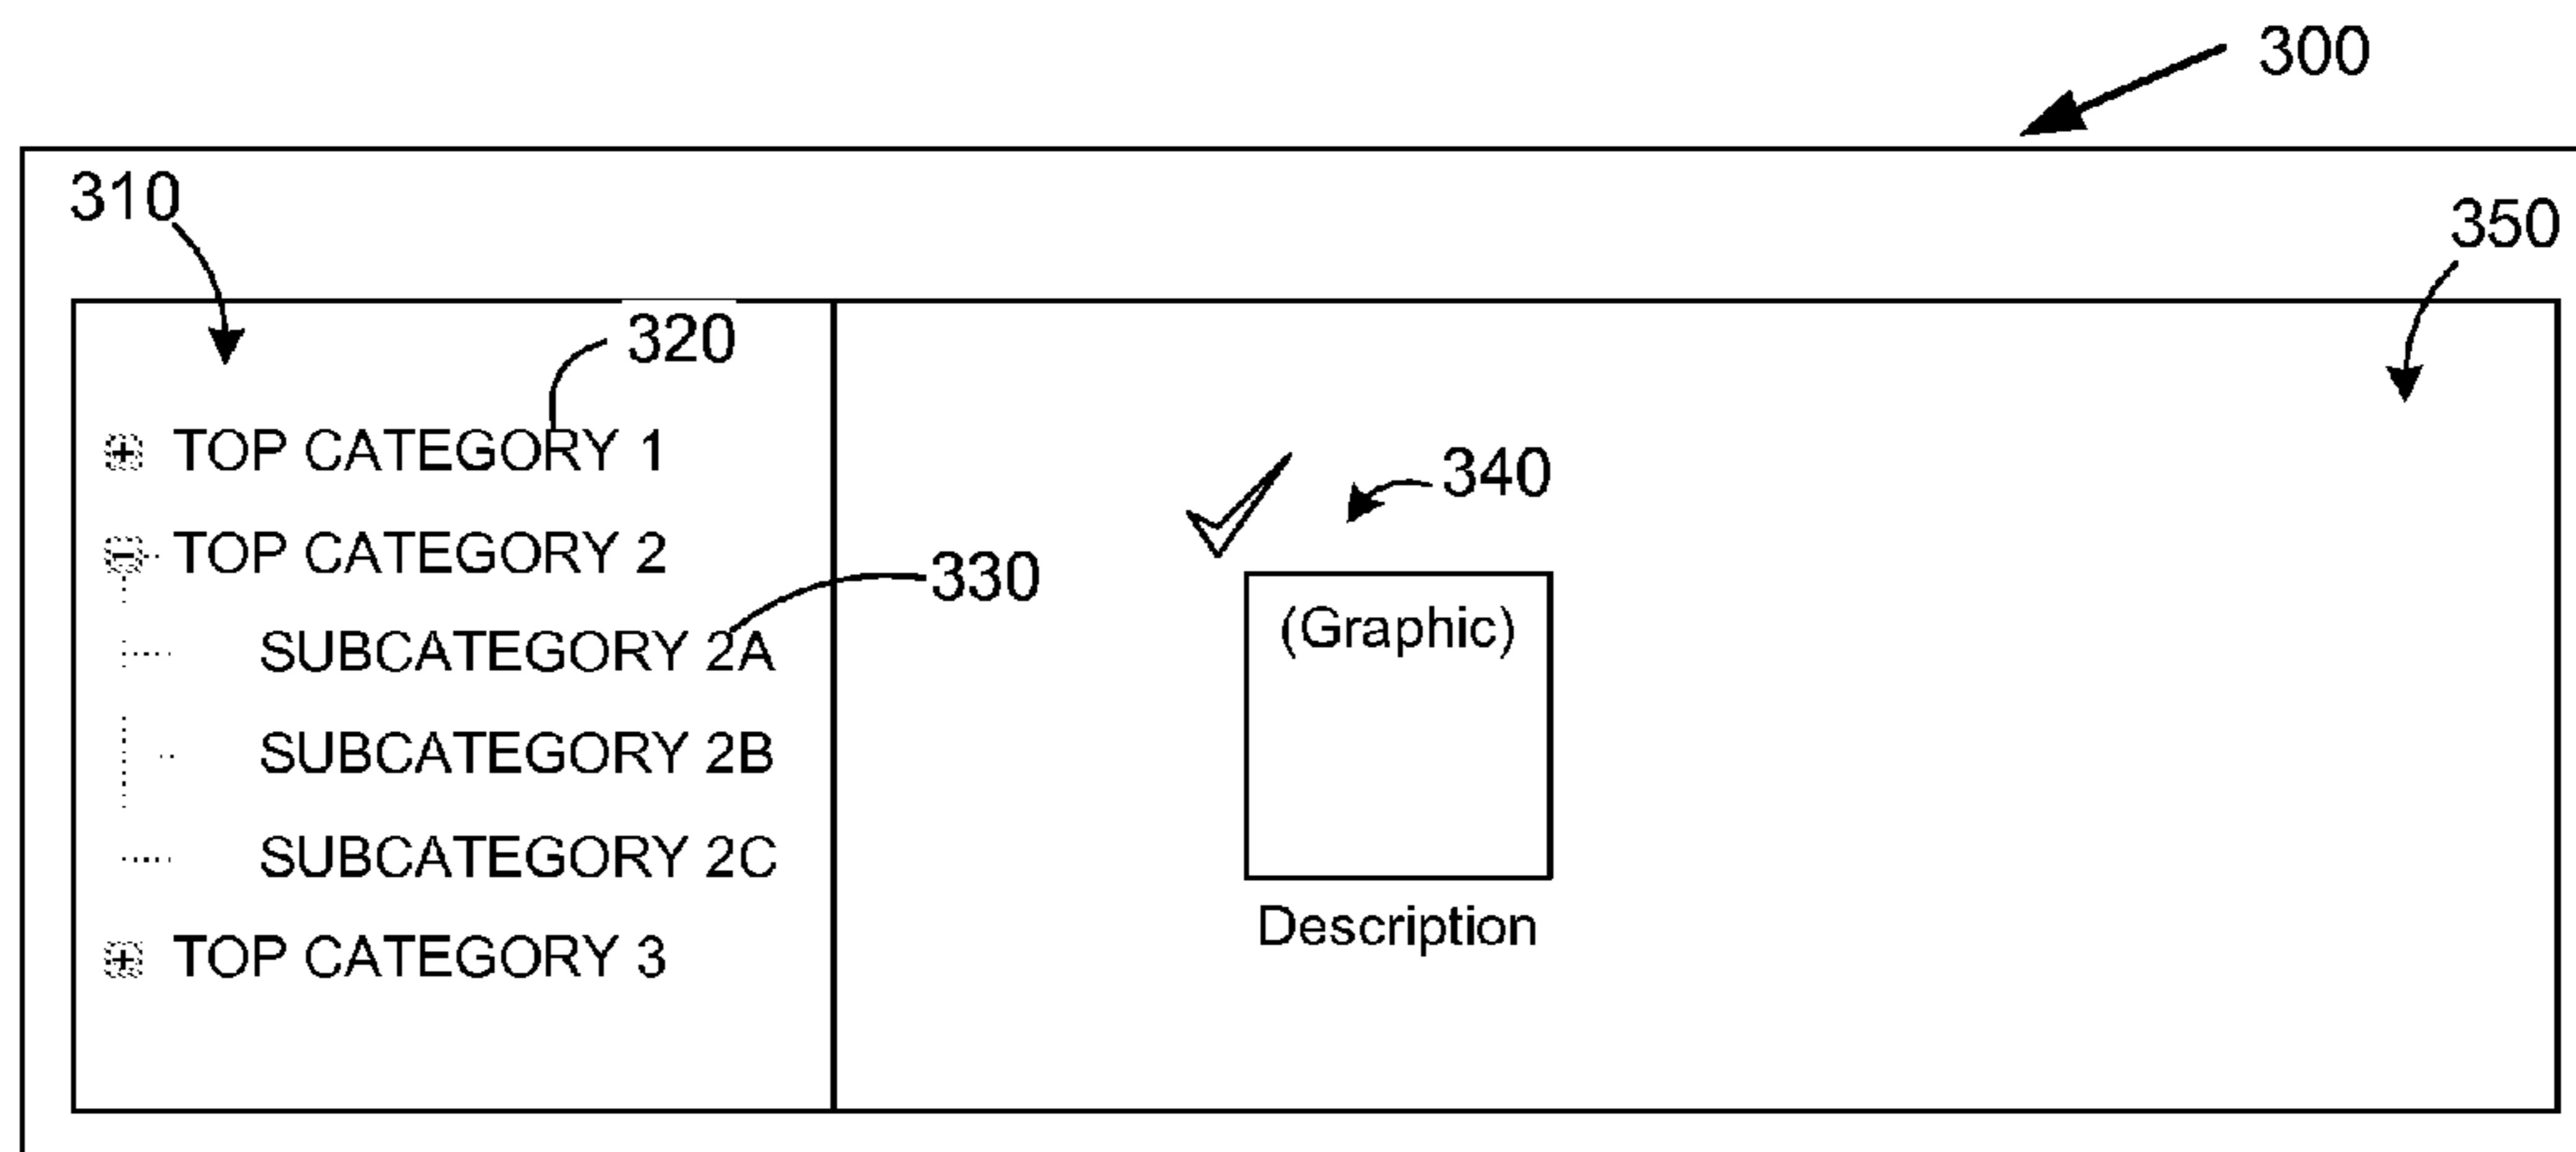 300
310
350
320
TOP CATEGORY 1
340
TOP CATEGORY 2
330
(Graphic)
SUBCATEGORY 2A
SUBCATEGORY 2B
SUBCATEGORY 2C
Description
TOP CATEGORY 3